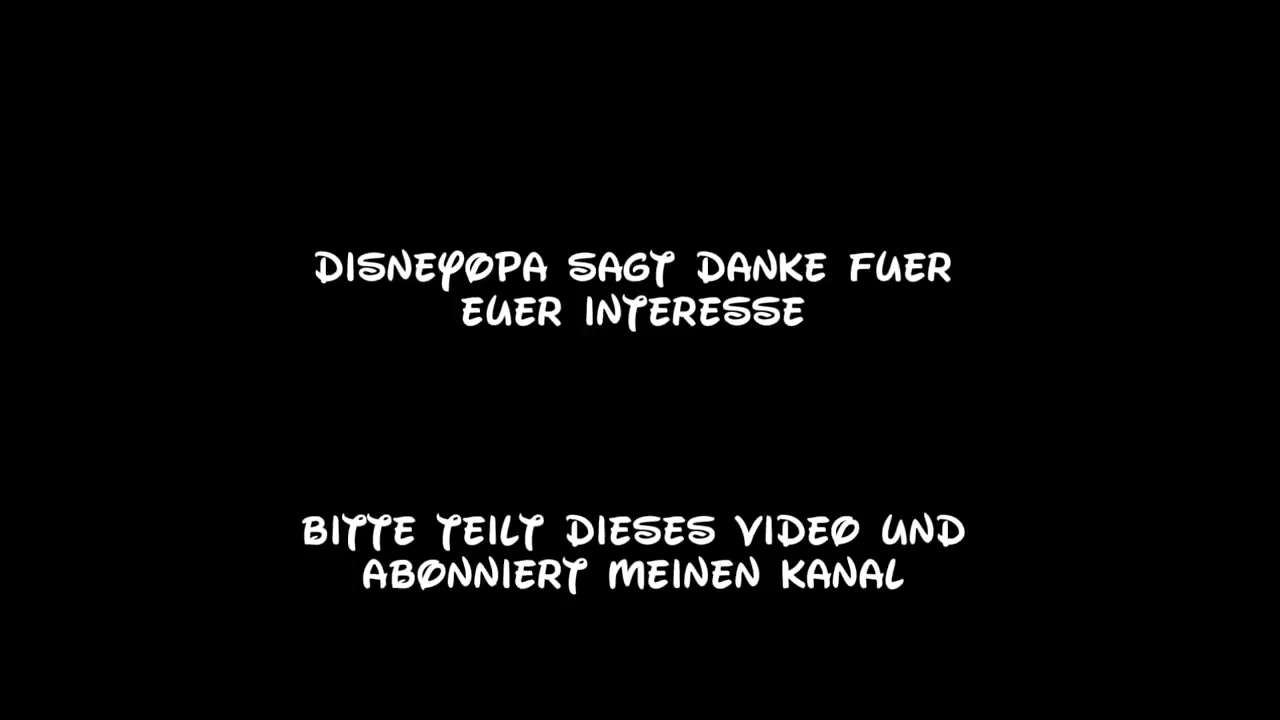 DISNEYOPA SAGT DANKE FUER
EUER INTERESSE
BITTE TEILT DIESES VIDEO UND
ABONNIERT MEINEN KANAL